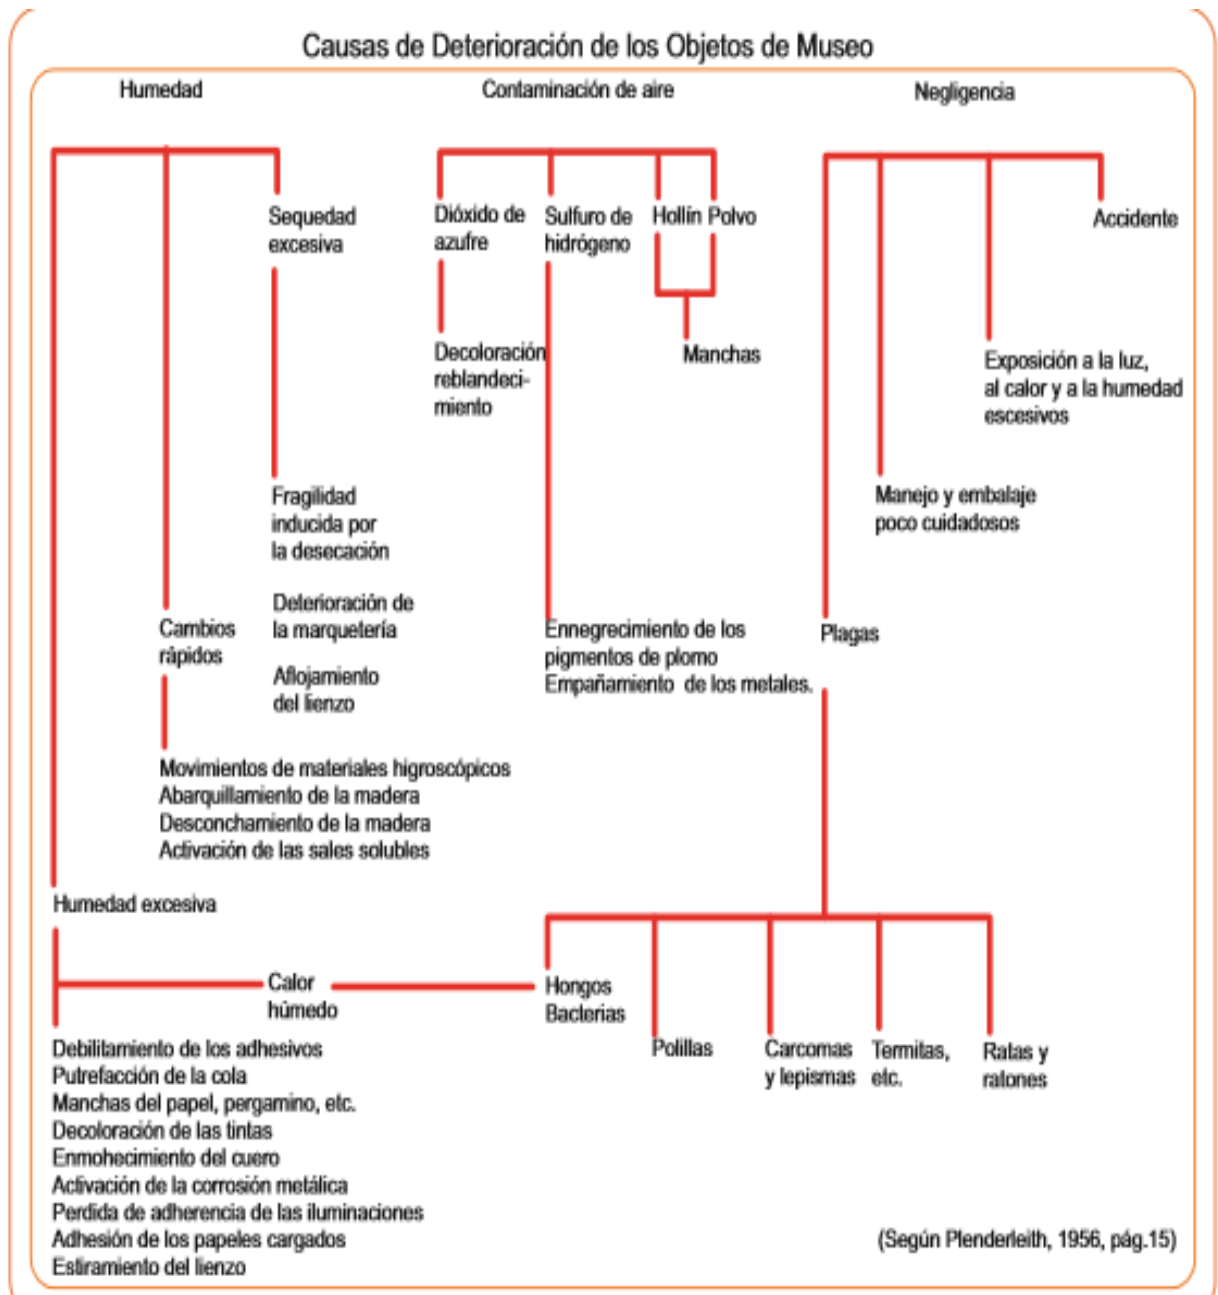 Causas de Deterioración de los Objetos de Museo
Humedad
Contaminación de aire
Negligencia
Sequedad
excesiva
Dióxido de
azufre
Sulfuro de
hidrógeno
Hollín Polvo
Accidente
Decoloración
reblandeci-
miento
Manchas
Exposición a la luz,
al calor y a la humedad
escesivos
Fragilidad
inducida por
la desecación
Manejo y embalaje
poco cuidadosos
Deterioración de
la marquetería
Aflojamiento
del lienzo
Cambios
rápidos
Ennegrecimiento de los
pigmentos de plomo
Empañamiento de los metales.
Plagas
Movimientos de materiales higroscópicos
Abarquillamiento de la madera
Desconchamiento de la madera
Activación de las sales solubles
Humedad excesiva
Calor
húmedo
Hongos
Bacterias
Polillas
Carcomas
y lepismas
Termitas,
etc.
Ratas y
ratones
Debilitamiento de los adhesivos
Putrefacción de la cola
Manchas del papel, pergamino, etc.
Decoloración de las tintas
Enmohecimiento del cuero
Activación de la corrosión metálica
Perdida de adherencia de las iluminaciones
Adhesión de los papeles cargados
Estiramiento del lienzo
(Según Plenderleith, 1956, pág.15)